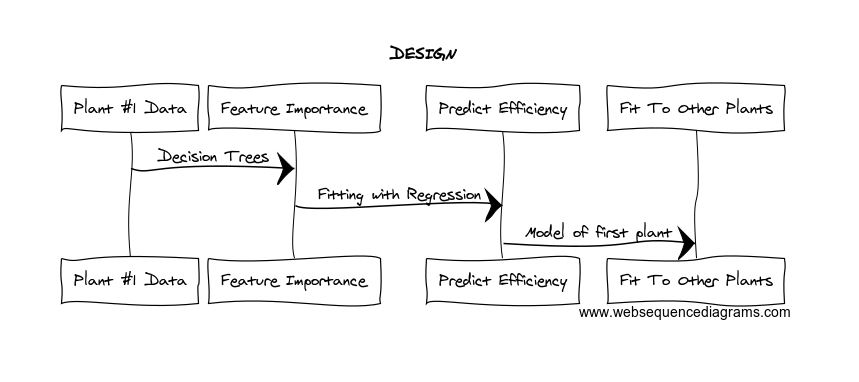 DESIGN
Plant #1 Data
Feature Importance
Predict Efficiency
Fit To Other Plants
Decision Trees
Fitting with Regression
Model of first plant
Plant #1 Data
Feature Importance
Predict Efficiency
Fit To Other Plants
www.websequencediagrams.com